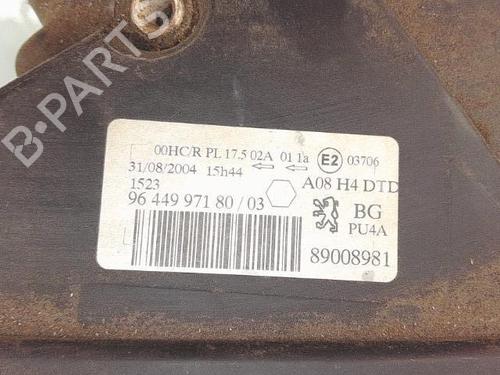 B-PARTS
00HC/R PL 17.5 02A 01 1a E2 03706
31/08/2004 15h44 A08 H4 DTD
1523
96 449 971 80 / 03 BG
PU4A
89008981